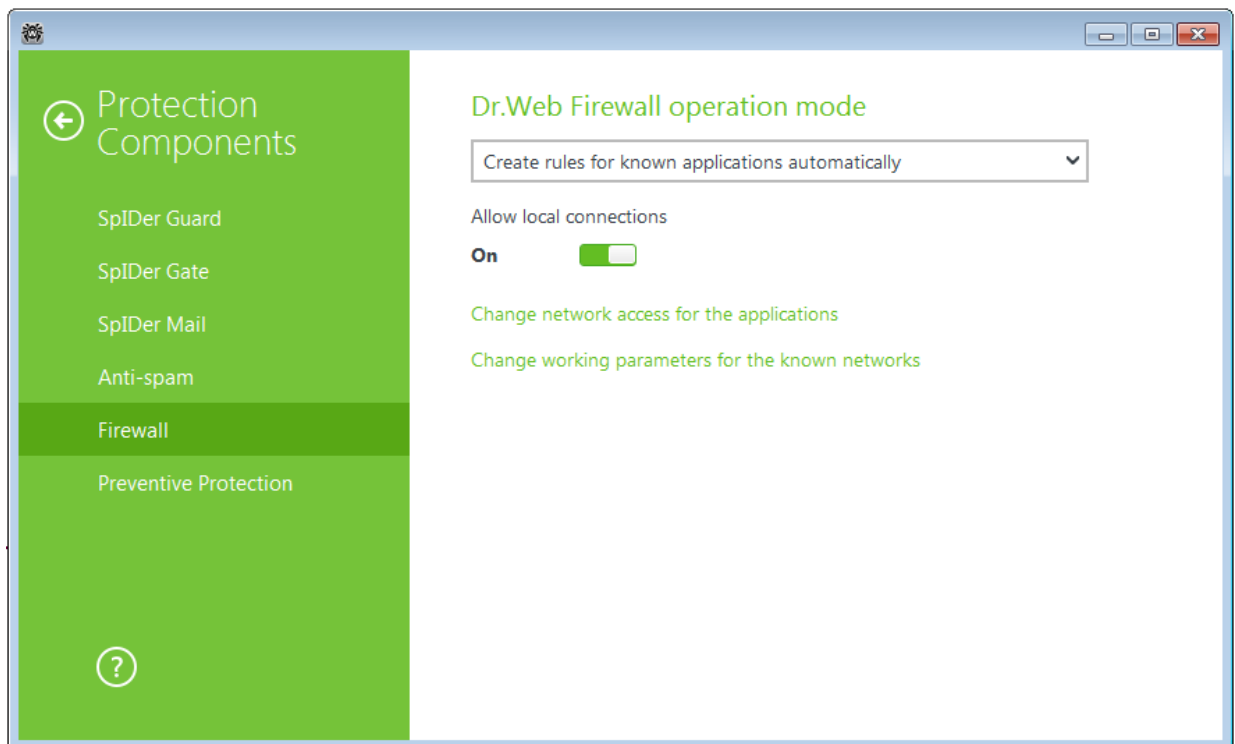 Protection
Components
SpIDer Guard
SpIDer Gate
SpIDer Mail
Anti-spam
Firewall
Preventive Protection
?
Dr.Web Firewall operation mode
Create rules for known applications automatically
Allow local connections
On
Change network access for the applications
Change working parameters for the known networks